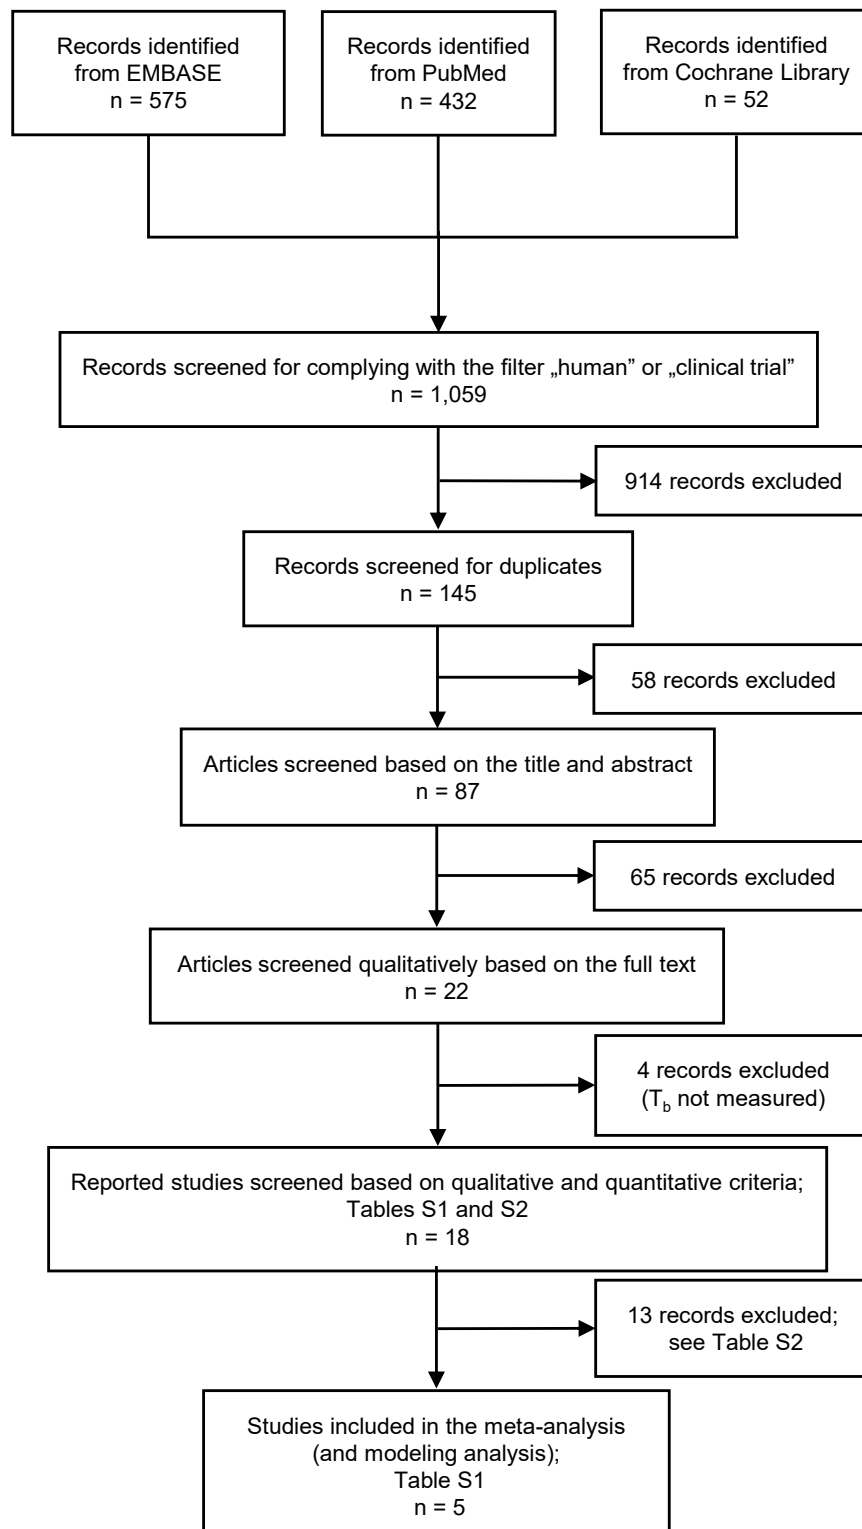 Records identified
from EMBASE
n = 575
Records identified
from PubMed
n = 432
Records identified
from Cochrane Library
n = 52
Records screened for complying with the filter „human” or „clinical trial”
n = 1,059
914 records excluded
Records screened for duplicates
n = 145
58 records excluded
Articles screened based on the title and abstract
n = 87
65 records excluded
Articles screened qualitatively based on the full text
n = 22
4 records excluded
(Tb not measured)
Reported studies screened based on qualitative and quantitative criteria;
Tables S1 and S2
n = 18
13 records excluded;
see Table S2
Studies included in the meta-analysis
(and modeling analysis);
Table S1
n = 5